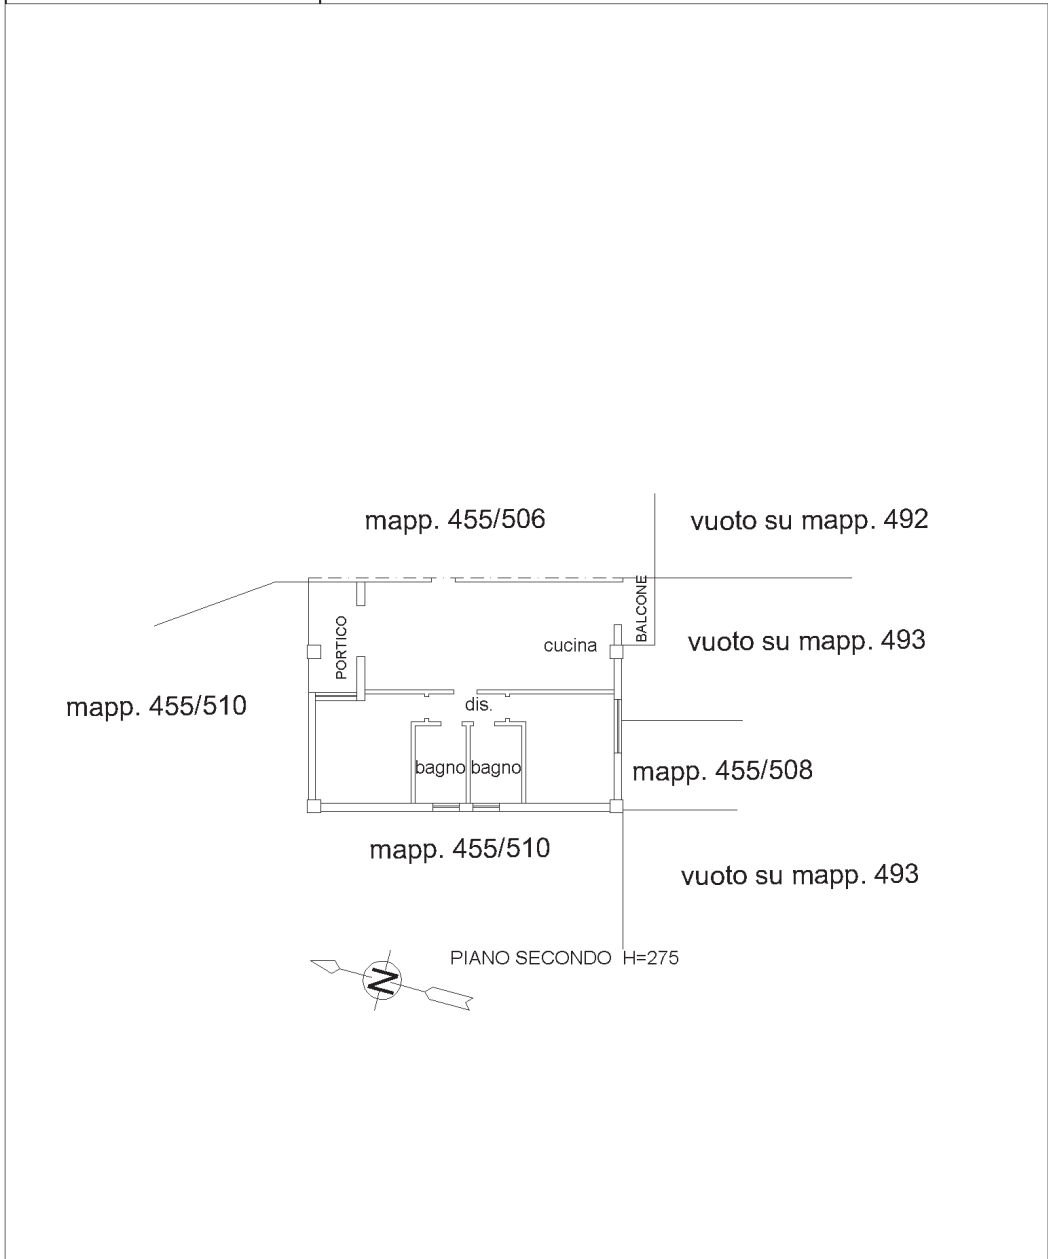 mapp. 455/506
vuoto su mapp. 492
BALCONE
PORTICO
cucina
vuoto su mapp. 493
mapp. 455/510
dis.
bagno
bagno
mapp. 455/508
mapp. 455/510
vuoto su mapp. 493
PIANO SECONDO H=275
N